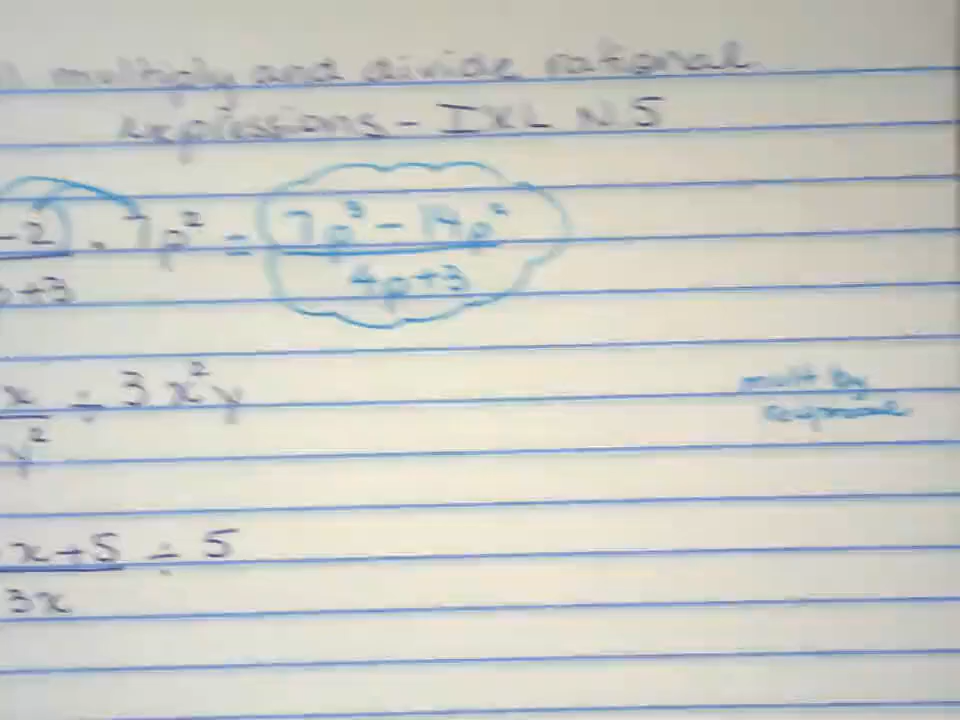 multiply and divide rational
expressions - IXL N.5
-2) · 7p² = 7p³ - 14p²
p+3 4p+3
x ÷ 3x²y
y²
mult by
x+5 ÷ 5
3x